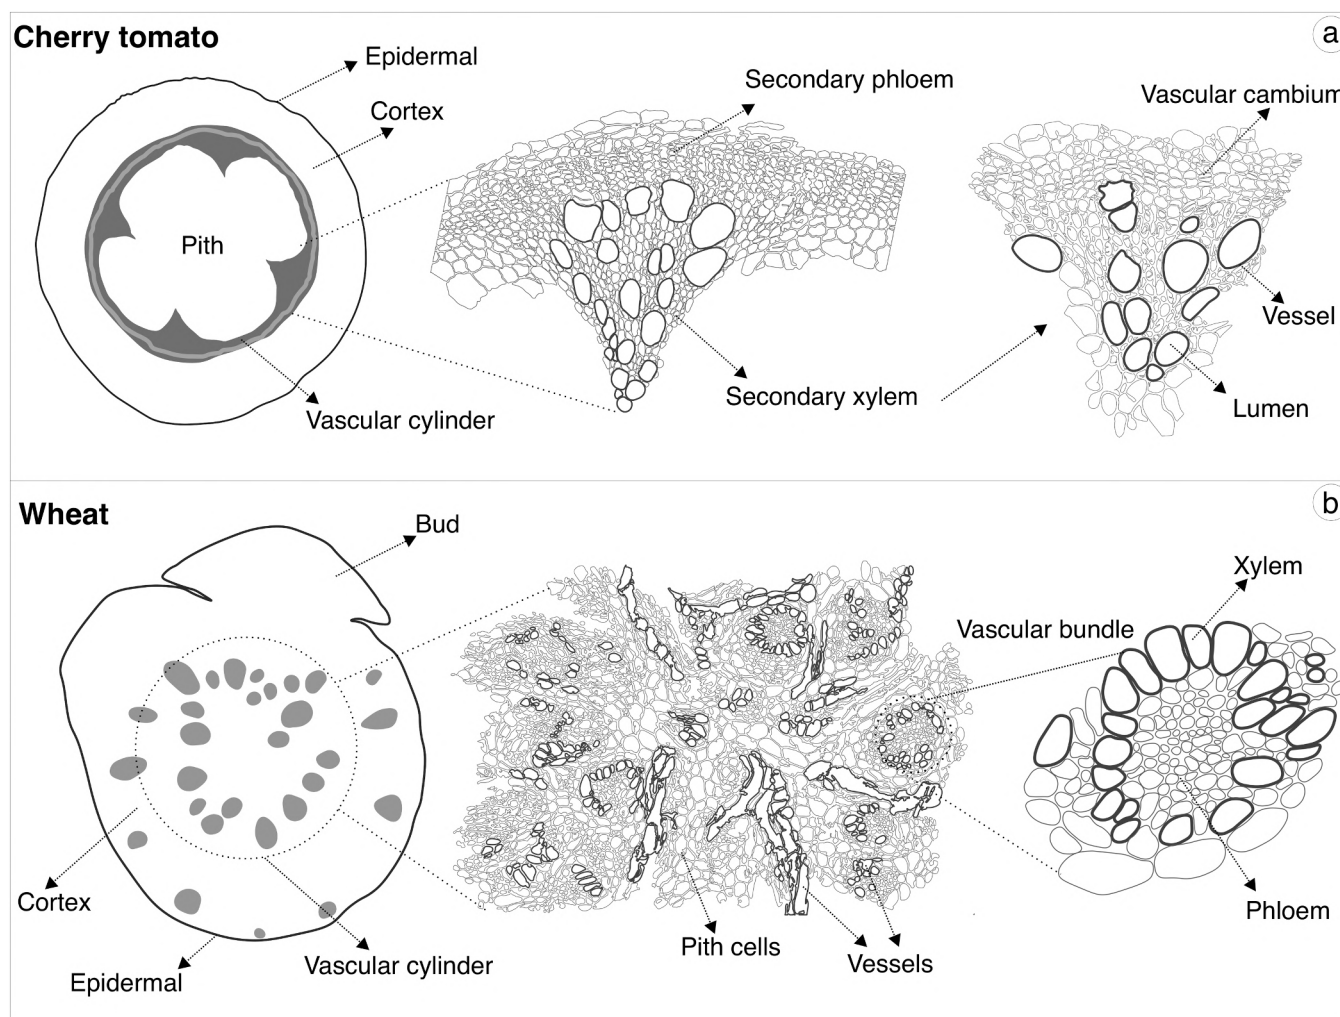 Cherry tomato
a
Epidermal
Cortex
Secondary phloem
Vascular cambium
Pith
Vessel
Secondary xylem
Lumen
Vascular cylinder
Wheat
b
Bud
Xylem
Vascular bundle
Cortex
Phloem
Pith cells
Vessels
Vascular cylinder
Epidermal